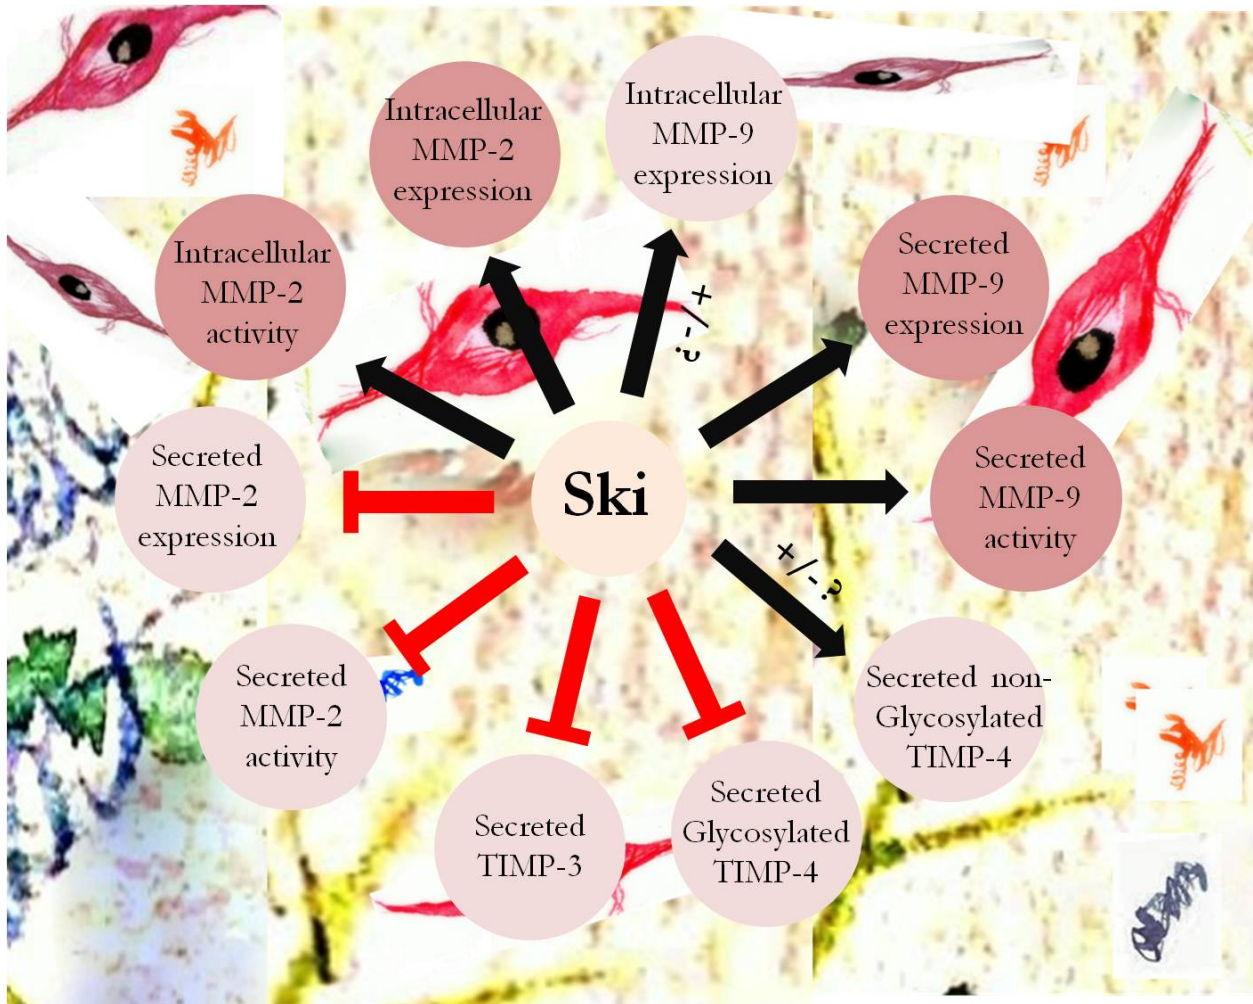 Intracellular
MMP-2
expression
Intracellular
MMP-9
expression
Intracellular
MMP-2
activity
Secreted
MMP-9
expression
+/-?
Secreted
MMP-2
expression
Ski
Secreted
MMP-9
activity
+/-?
Secreted
MMP-2
activity
Secreted non-
Glycosylated
TIMP-4
Secreted
TIMP-3
Secreted
Glycosylated
TIMP-4